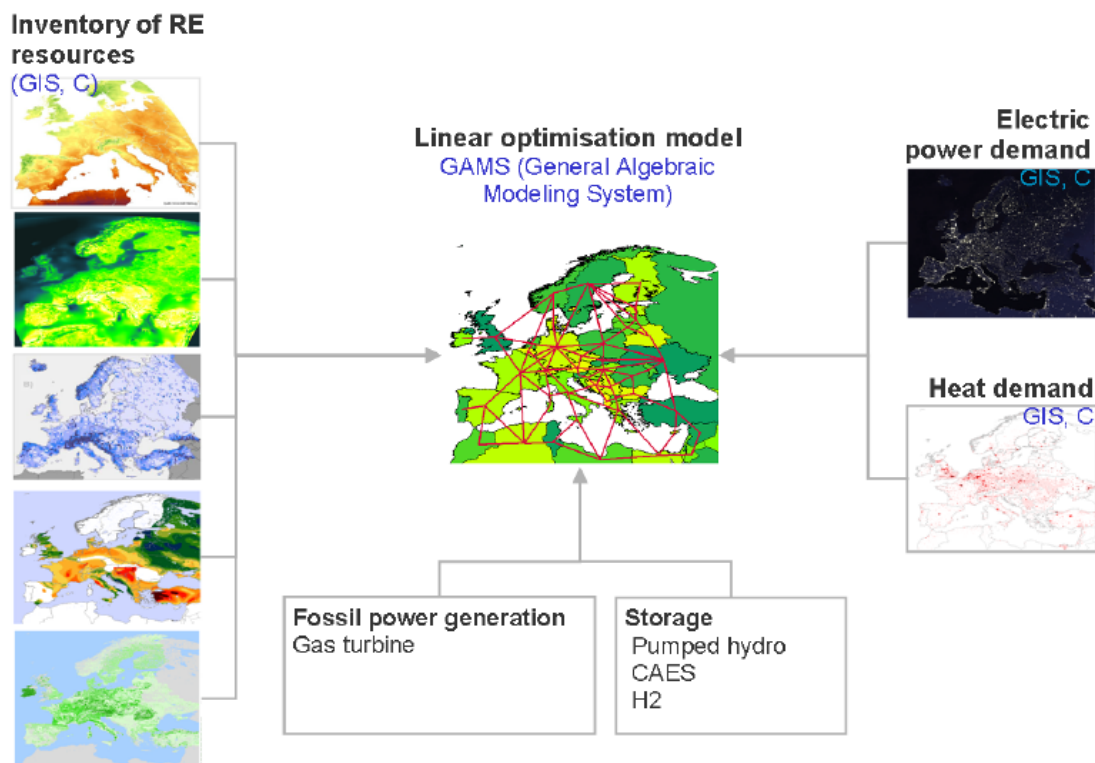 Inventory of RE
resources
(GIS, C)
Linear optimisation model
GAMS (General Algebraic
Modeling System)
Electric
power demand
GIS, C
Heat demand
GIS, C
Fossil power generation
Gas turbine
Storage
Pumped hydro
CAES
H2